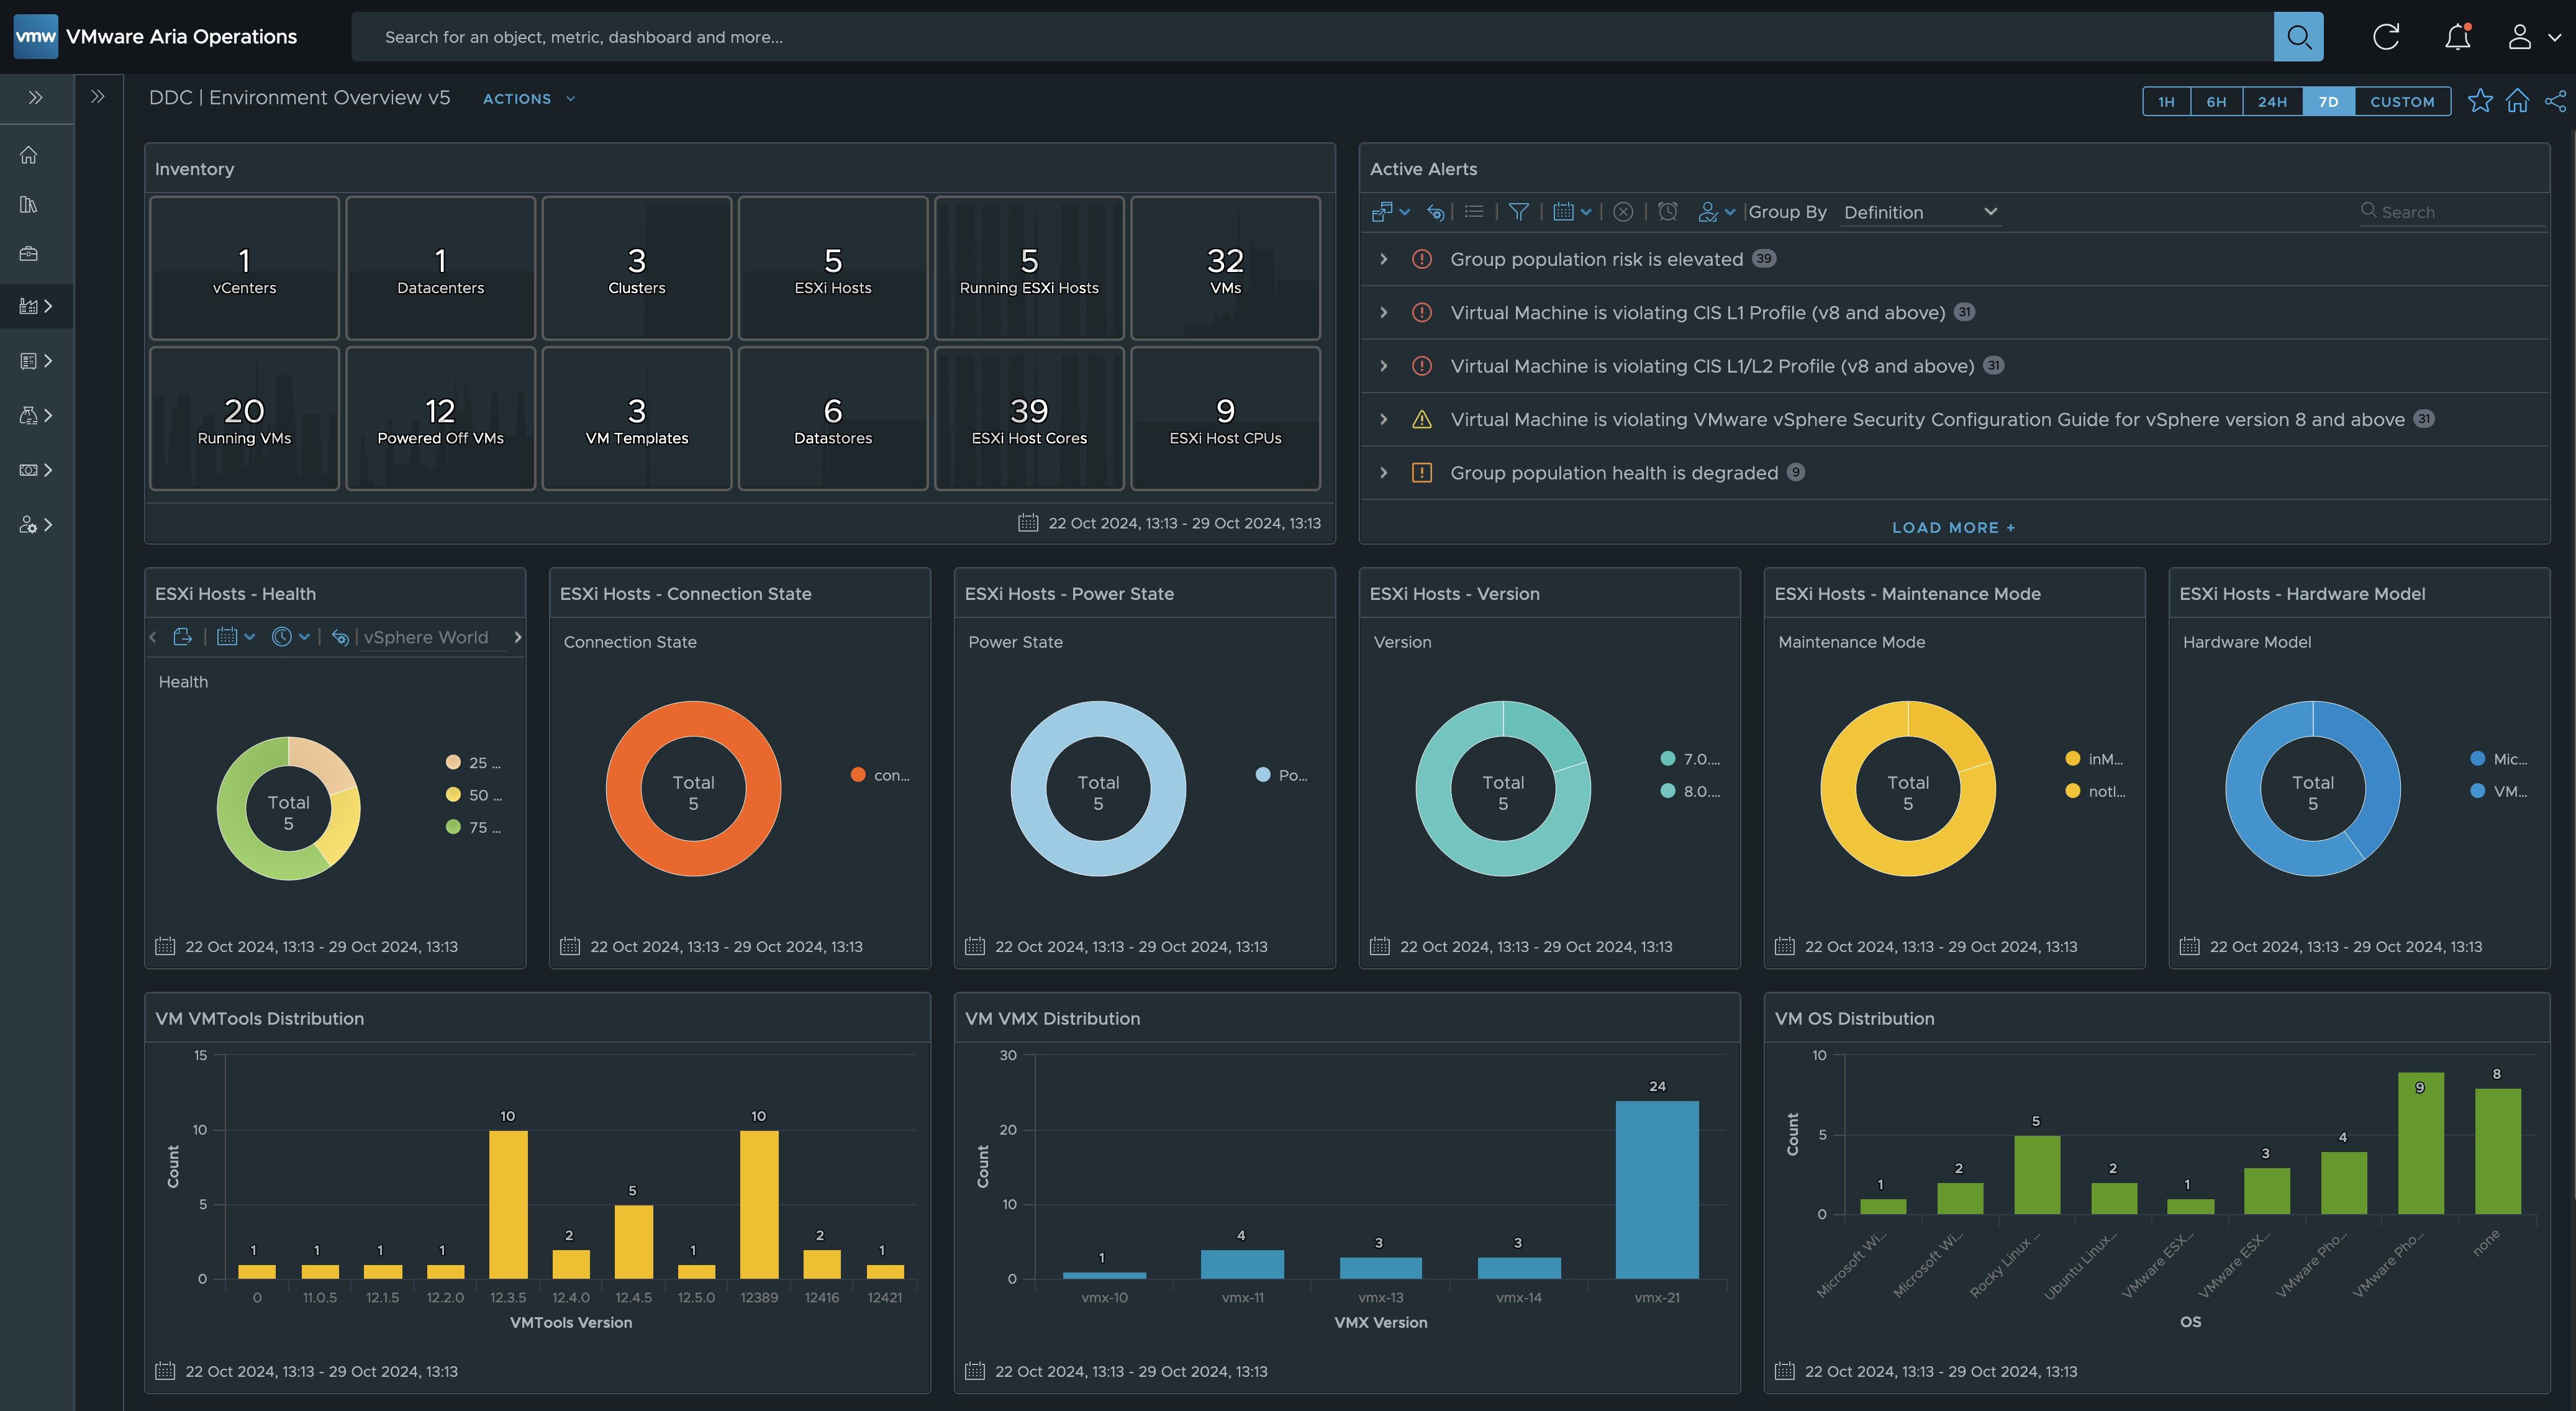 vmw VMware Aria Operations
Search for an object, metric, dashboard and more...
DDC | Environment Overview v5 ACTIONS
1H 6H 24H 7D CUSTOM
Inventory
1
vCenters
1
Datacenters
3
Clusters
5
ESXi Hosts
5
Running ESXi Hosts
32
VMs
20
Running VMs
12
Powered Off VMs
3
VM Templates
6
Datastores
39
ESXi Host Cores
9
ESXi Host CPUs
22 Oct 2024, 13:13 - 29 Oct 2024, 13:13
Active Alerts
Group By Definition Search
Group population risk is elevated 39
Virtual Machine is violating CIS L1 Profile (v8 and above) 31
Virtual Machine is violating CIS L1/L2 Profile (v8 and above) 31
Virtual Machine is violating VMware vSphere Security Configuration Guide for vSphere version 8 and above 31
Group population health is degraded 9
LOAD MORE +
ESXi Hosts - Health
vSphere World
Health
Total
5
25 ...
50 ...
75 ...
22 Oct 2024, 13:13 - 29 Oct 2024, 13:13
ESXi Hosts - Connection State
Connection State
Total
5
con...
22 Oct 2024, 13:13 - 29 Oct 2024, 13:13
ESXi Hosts - Power State
Power State
Total
5
Po...
22 Oct 2024, 13:13 - 29 Oct 2024, 13:13
ESXi Hosts - Version
Version
Total
5
7.0....
8.0....
22 Oct 2024, 13:13 - 29 Oct 2024, 13:13
ESXi Hosts - Maintenance Mode
Maintenance Mode
Total
5
inM...
notI...
22 Oct 2024, 13:13 - 29 Oct 2024, 13:13
ESXi Hosts - Hardware Model
Hardware Model
Total
5
Mic...
VM...
22 Oct 2024, 13:13 - 29 Oct 2024, 13:13
VM VMTools Distribution
15
10
5
0
Count
1 1 1 1 10 2 5 1 10 2 1
0 11.0.5 12.1.5 12.2.0 12.3.5 12.4.0 12.4.5 12.5.0 12389 12416 12421
VMTools Version
22 Oct 2024, 13:13 - 29 Oct 2024, 13:13
VM VMX Distribution
30
20
10
0
Count
1 4 3 3 24
vmx-10 vmx-11 vmx-13 vmx-14 vmx-21
VMX Version
22 Oct 2024, 13:13 - 29 Oct 2024, 13:13
VM OS Distribution
10
5
0
Count
1 2 5 2 1 3 4 9 8
Microsoft Wi... Microsoft Wi... Rocky Linux ... Ubuntu Linux... VMware ESX... VMware ESX... VMware Pho... VMware Pho... none
OS
22 Oct 2024, 13:13 - 29 Oct 2024, 13:13